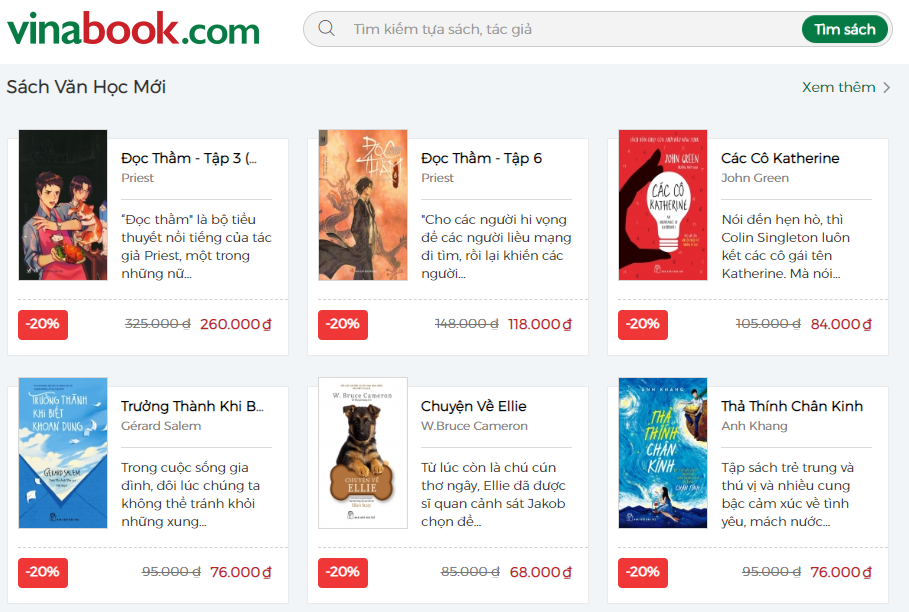 vinabook.com
Tìm kiếm tựa sách, tác giả
Tìm sách
Sách Văn Học Mới
Xem thêm
Đọc Thầm - Tập 3 (...
Priest
“Đọc thầm" là bộ tiểu
thuyết nổi tiếng của tác
giả Priest, một trong
những nữ...
-20%
325.000 ₫
260.000 ₫
ĐỌC
THẦM
Đọc Thầm - Tập 6
Priest
"Cho các người hi vọng
để các người liều mạng
đi tìm, rồi lại khiến các
người...
-20%
148.000 ₫
118.000 ₫
JOHN GREEN
CÁC CÔ
KATHERINE
Các Cô Katherine
John Green
Nói đến hẹn hò, thì
Colin Singleton luôn
kết các cô gái tên
Katherine. Mà nói...
-20%
105.000 ₫
84.000 ₫
TRƯỞNG THÀNH
KHI BIẾT
KHOAN DUNG
GÉRARD SALEM
Trưởng Thành Khi B...
Gérard Salem
Trong cuộc sống gia
đình, đôi lúc chúng ta
không thể tránh khỏi
những xung...
-20%
95.000 ₫
76.000 ₫
W. Bruce Cameron
CHUYỆN VỀ
ELLIE
Chuyện Về Ellie
W.Bruce Cameron
Từ lúc còn là chú cún
thơ ngây, Ellie đã được
sĩ quan cảnh sát Jakob
chọn để...
-20%
85.000 ₫
68.000 ₫
ANH KHANG
THẢ
THÍNH
CHÂN
KINH
Thả Thính Chân Kinh
Anh Khang
Tập sách trẻ trung và
thú vị và nhiều cung
bậc cảm xúc về tình
yêu, mách nước...
-20%
95.000 ₫
76.000 ₫